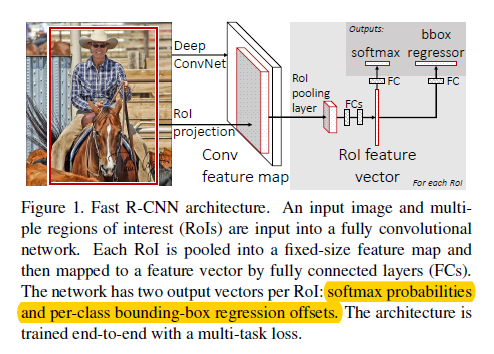 Outputs:
bbox
softmax regressor
Deep
ConvNet
RoI
pooling
layer
FC
FC
FCs
RoI
projection
Conv
feature map
RoI feature
vector
For each RoI
Figure 1. Fast R-CNN architecture. An input image and multi-
ple regions of interest (RoIs) are input into a fully convolutional
network. Each RoI is pooled into a fixed-size feature map and
then mapped to a feature vector by fully connected layers (FCs).
The network has two output vectors per RoI: softmax probabilities
and per-class bounding-box regression offsets. The architecture is
trained end-to-end with a multi-task loss.